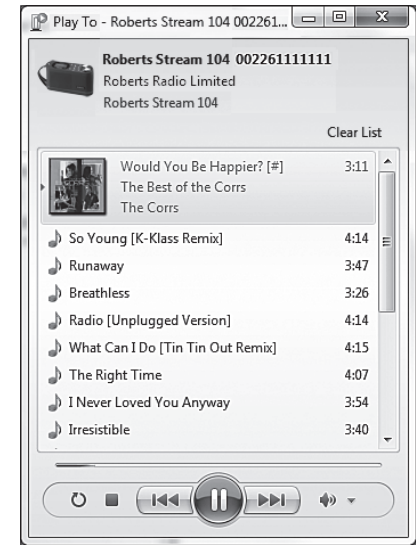 Play To - Roberts Stream 104 002261...
Roberts Stream 104 002261111111
Roberts Radio Limited
Roberts Stream 104
Clear List
Would You Be Happier? [#] 3:11
The Best of the Corrs
The Corrs
So Young [K-Klass Remix] 4:14
Runaway 3:47
Breathless 3:26
Radio [Unplugged Version] 4:14
What Can I Do [Tin Tin Out Remix] 4:15
The Right Time 4:07
I Never Loved You Anyway 3:54
Irresistible 3:40